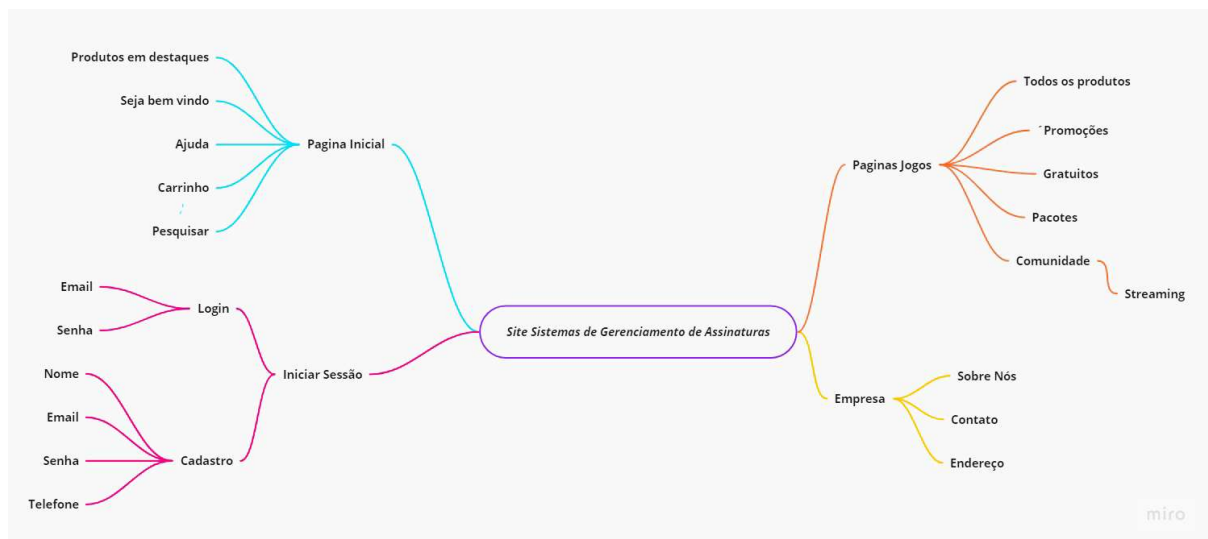 Produtos em destaques
Seja bem vindo
Ajuda
Carrinho
Pesquisar
Pagina Inicial
Email
Senha
Login
Nome
Email
Senha
Telefone
Cadastro
Iniciar Sessão
Site Sistemas de Gerenciamento de Assinaturas
Paginas Jogos
Todos os produtos
´Promoções
Gratuitos
Pacotes
Comunidade
Streaming
Empresa
Sobre Nós
Contato
Endereço
miro